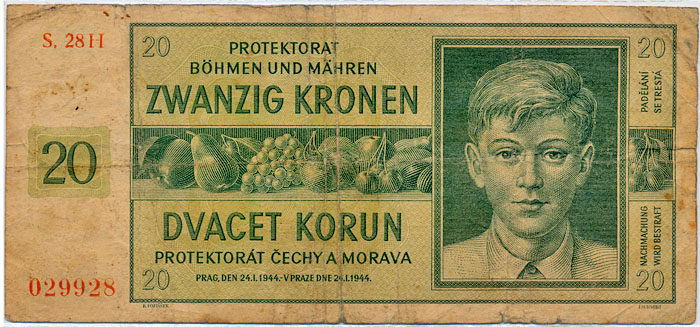 S. 28H
20
PROTEKTORAT
BÖHMEN UND MÄHREN
ZWANZIG KRONEN
20
20
PADĚLÁNÍ
SE TRESTÁ
DVACET KORUN
PROTEKTORÁT ČECHY A MORAVA
PRAG, DEN 24.I.1944.-V PRAZE DNE 24.I.1944.
NACHMACHUNG
WIRD BESTRAFT
029928
20
20